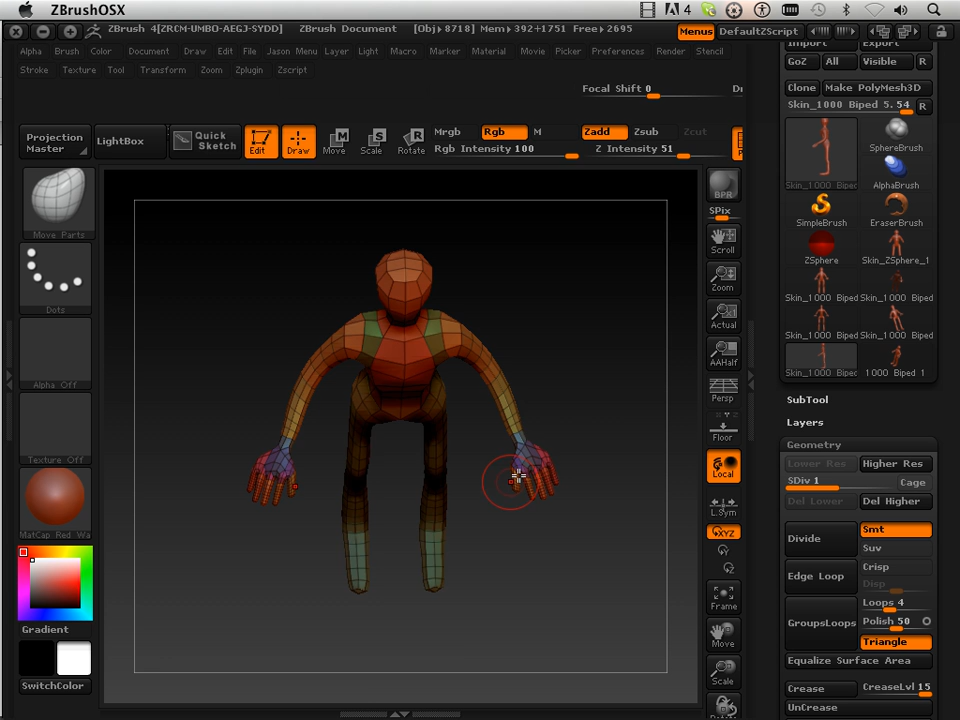 ZBrushOSX
4
ZBrush 4[ZRCM-UMBO-AEGJ-SYDD] ZBrush Document [Obj▸8718] Mem▸392+1751 Free▸2695 Menus DefaultZScript
Alpha Brush Color Document Draw Edit File Jason Menu Layer Light Macro Marker Material Movie Picker Preferences Render Stencil
Stroke Texture Tool Transform Zoom Zplugin Zscript
Focal Shift 0
Projection Master
LightBox
Quick Sketch
Edit Draw Move Scale Rotate
Mrgb Rgb M Zadd Zsub Zcut
Rgb Intensity 100 Z Intensity 51
Move Parts
Dots
Alpha Off
Texture Off
MatCap Red Wa
Gradient
SwitchColor
BPR
SPix
Scroll
Zoom
Actual
AAHalf
Persp
Floor
Local
L.Sym
XYZ
Y
Z
Frame
Move
Scale
Import Export
GoZ All Visible R
Clone Make PolyMesh3D
Skin_1000 Biped 5. 54 R
SphereBrush
Skin_1000 Biped AlphaBrush
SimpleBrush EraserBrush
ZSphere Skin_ZSphere_1
Skin_1000 Biped Skin_1000 Biped
Skin_1000 Biped Skin_1000 Biped
Skin_1000 Biped 1000 Biped 1
SubTool
Layers
Geometry
Lower Res Higher Res
SDiv 1 Cage
Del Lower Del Higher
Divide Smt
Suv
Edge Loop Crisp
Disp
Loops 4
GroupsLoops Polish 50
Triangle
Equalize Surface Area
Crease CreaseLvl 15
UnCrease